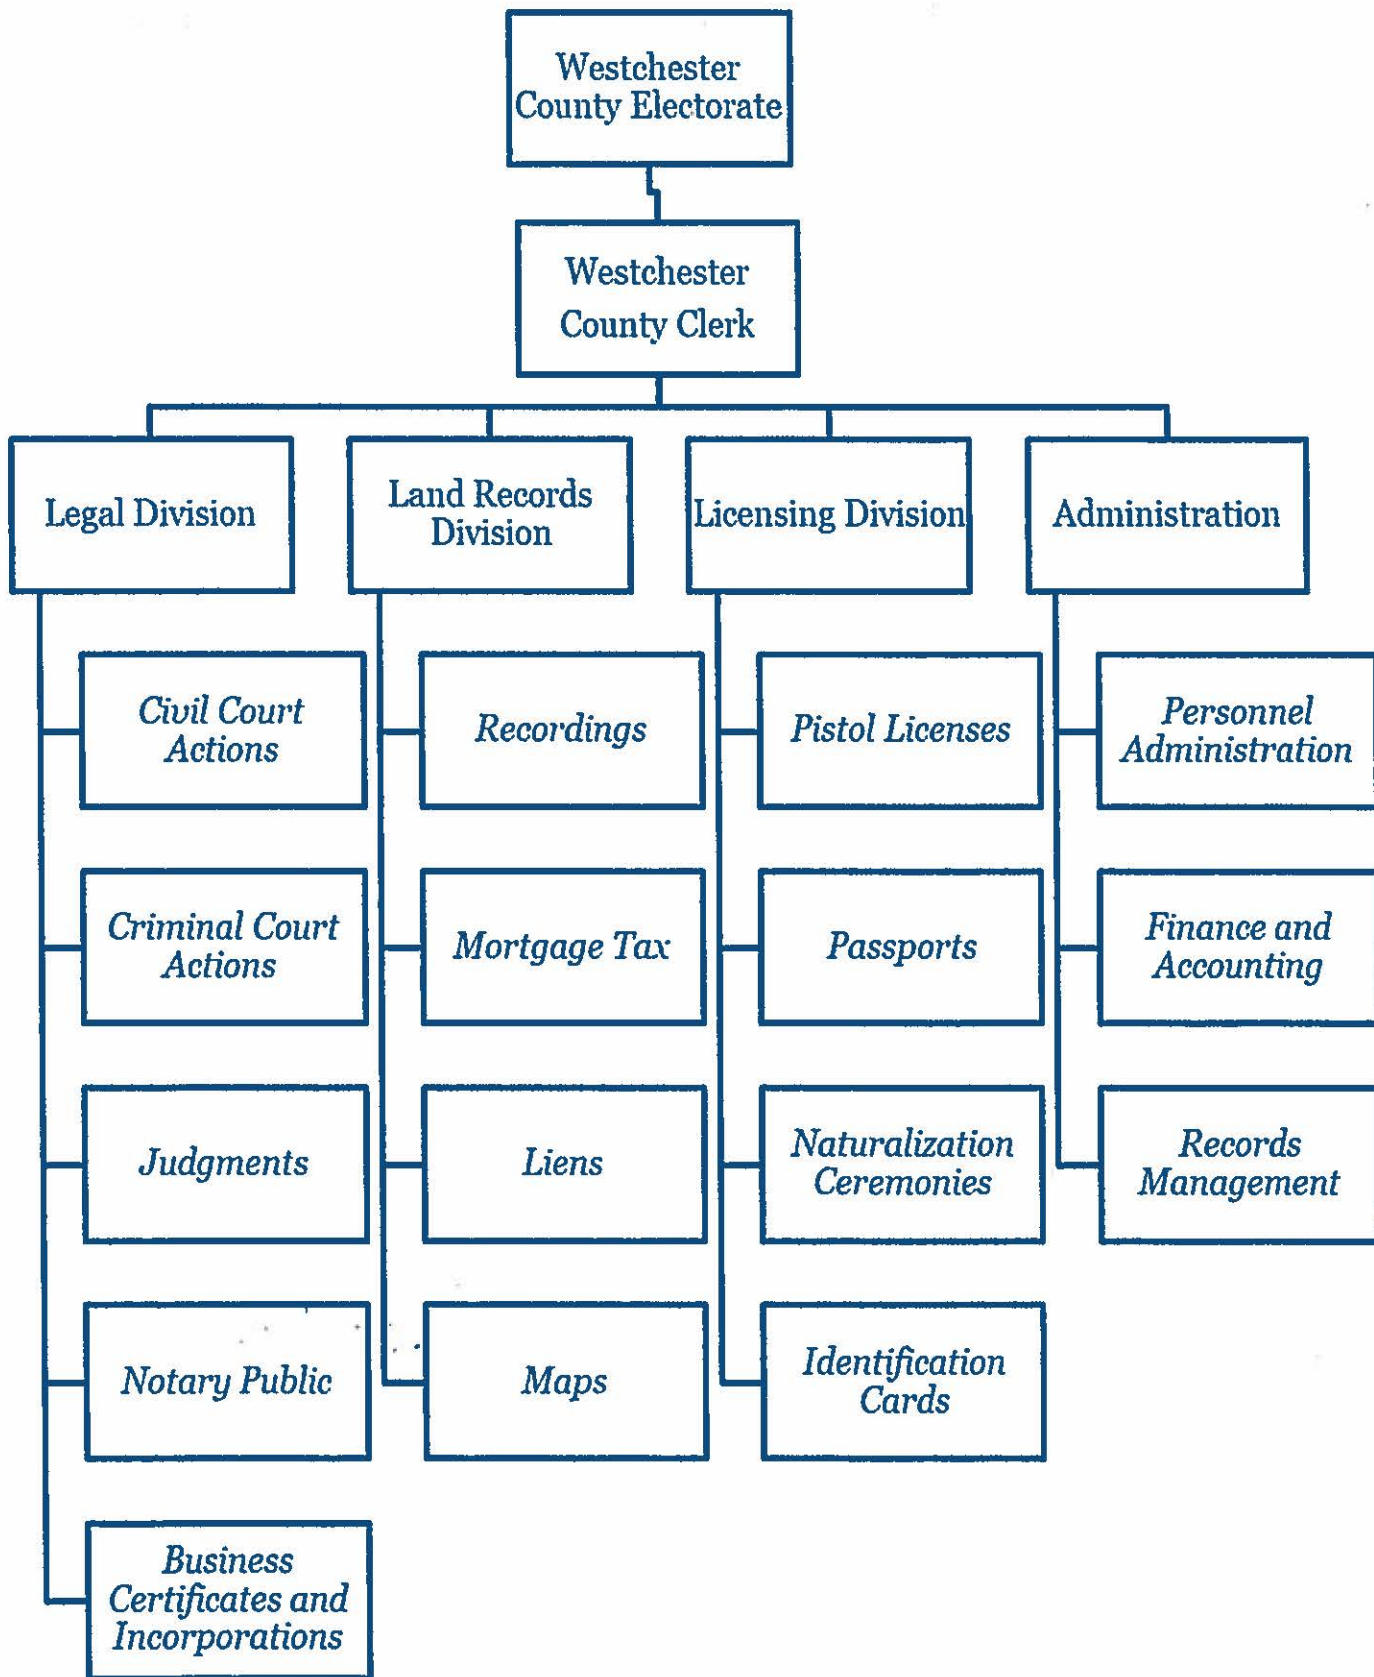 Westchester
County Electorate
Westchester
County Clerk
Legal Division
Land Records
Division
Licensing Division
Administration
Civil Court
Actions
Criminal Court
Actions
Judgments
Notary Public
Business
Certificates and
Incorporations
Recordings
Mortgage Tax
Liens
Maps
Pistol Licenses
Passports
Naturalization
Ceremonies
Identification
Cards
Personnel
Administration
Finance and
Accounting
Records
Management